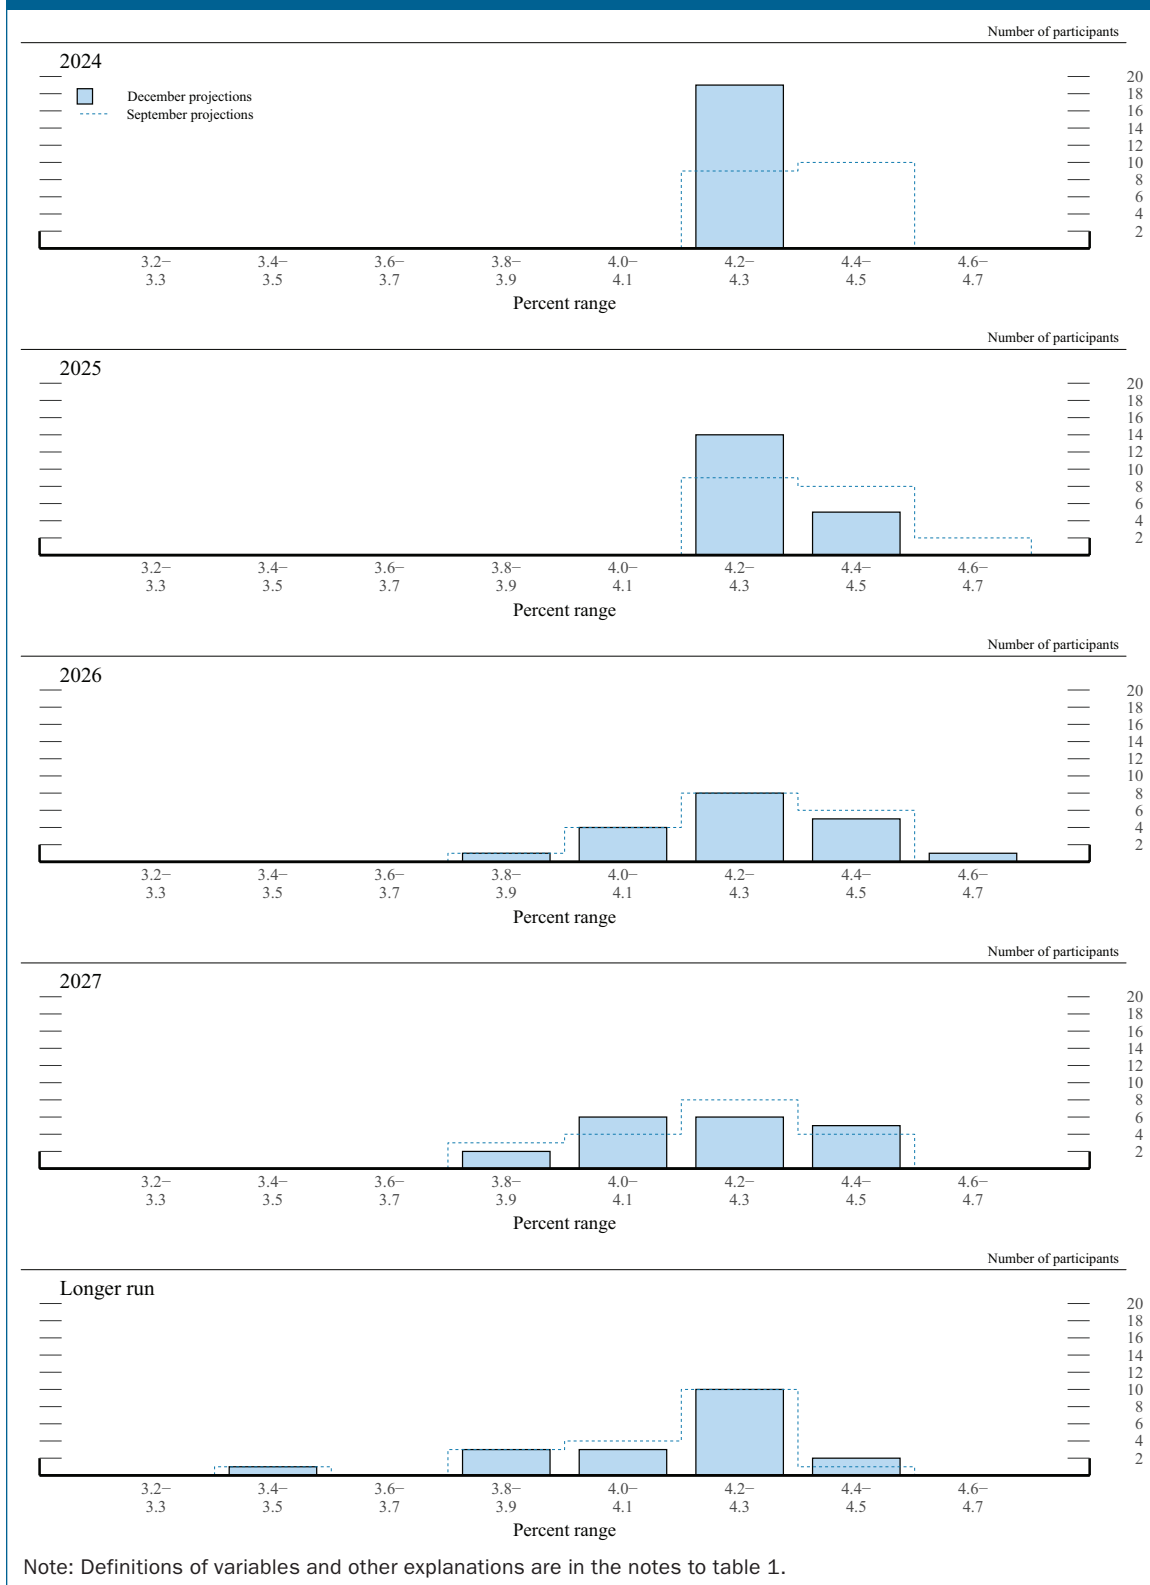 Number of participants
2024
December projections
September projections
20
18
16
14
12
10
8
6
4
2
3.2– 3.4– 3.6– 3.8– 4.0– 4.2– 4.4– 4.6–
3.3 3.5 3.7 3.9 4.1 4.3 4.5 4.7
Percent range
Number of participants
2025
20
18
16
14
12
10
8
6
4
2
3.2– 3.4– 3.6– 3.8– 4.0– 4.2– 4.4– 4.6–
3.3 3.5 3.7 3.9 4.1 4.3 4.5 4.7
Percent range
Number of participants
2026
20
18
16
14
12
10
8
6
4
2
3.2– 3.4– 3.6– 3.8– 4.0– 4.2– 4.4– 4.6–
3.3 3.5 3.7 3.9 4.1 4.3 4.5 4.7
Percent range
Number of participants
2027
20
18
16
14
12
10
8
6
4
2
3.2– 3.4– 3.6– 3.8– 4.0– 4.2– 4.4– 4.6–
3.3 3.5 3.7 3.9 4.1 4.3 4.5 4.7
Percent range
Number of participants
Longer run
20
18
16
14
12
10
8
6
4
2
3.2– 3.4– 3.6– 3.8– 4.0– 4.2– 4.4– 4.6–
3.3 3.5 3.7 3.9 4.1 4.3 4.5 4.7
Percent range
Note: Definitions of variables and other explanations are in the notes to table 1.